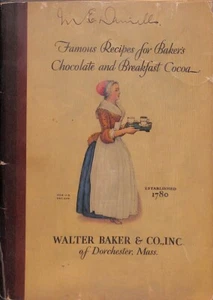 Famous Recipes for Baker's
Chocolate and Breakfast Cocoa
ESTABLISHED
1780
WALTER BAKER & CO., INC.
of Dorchester, Mass.